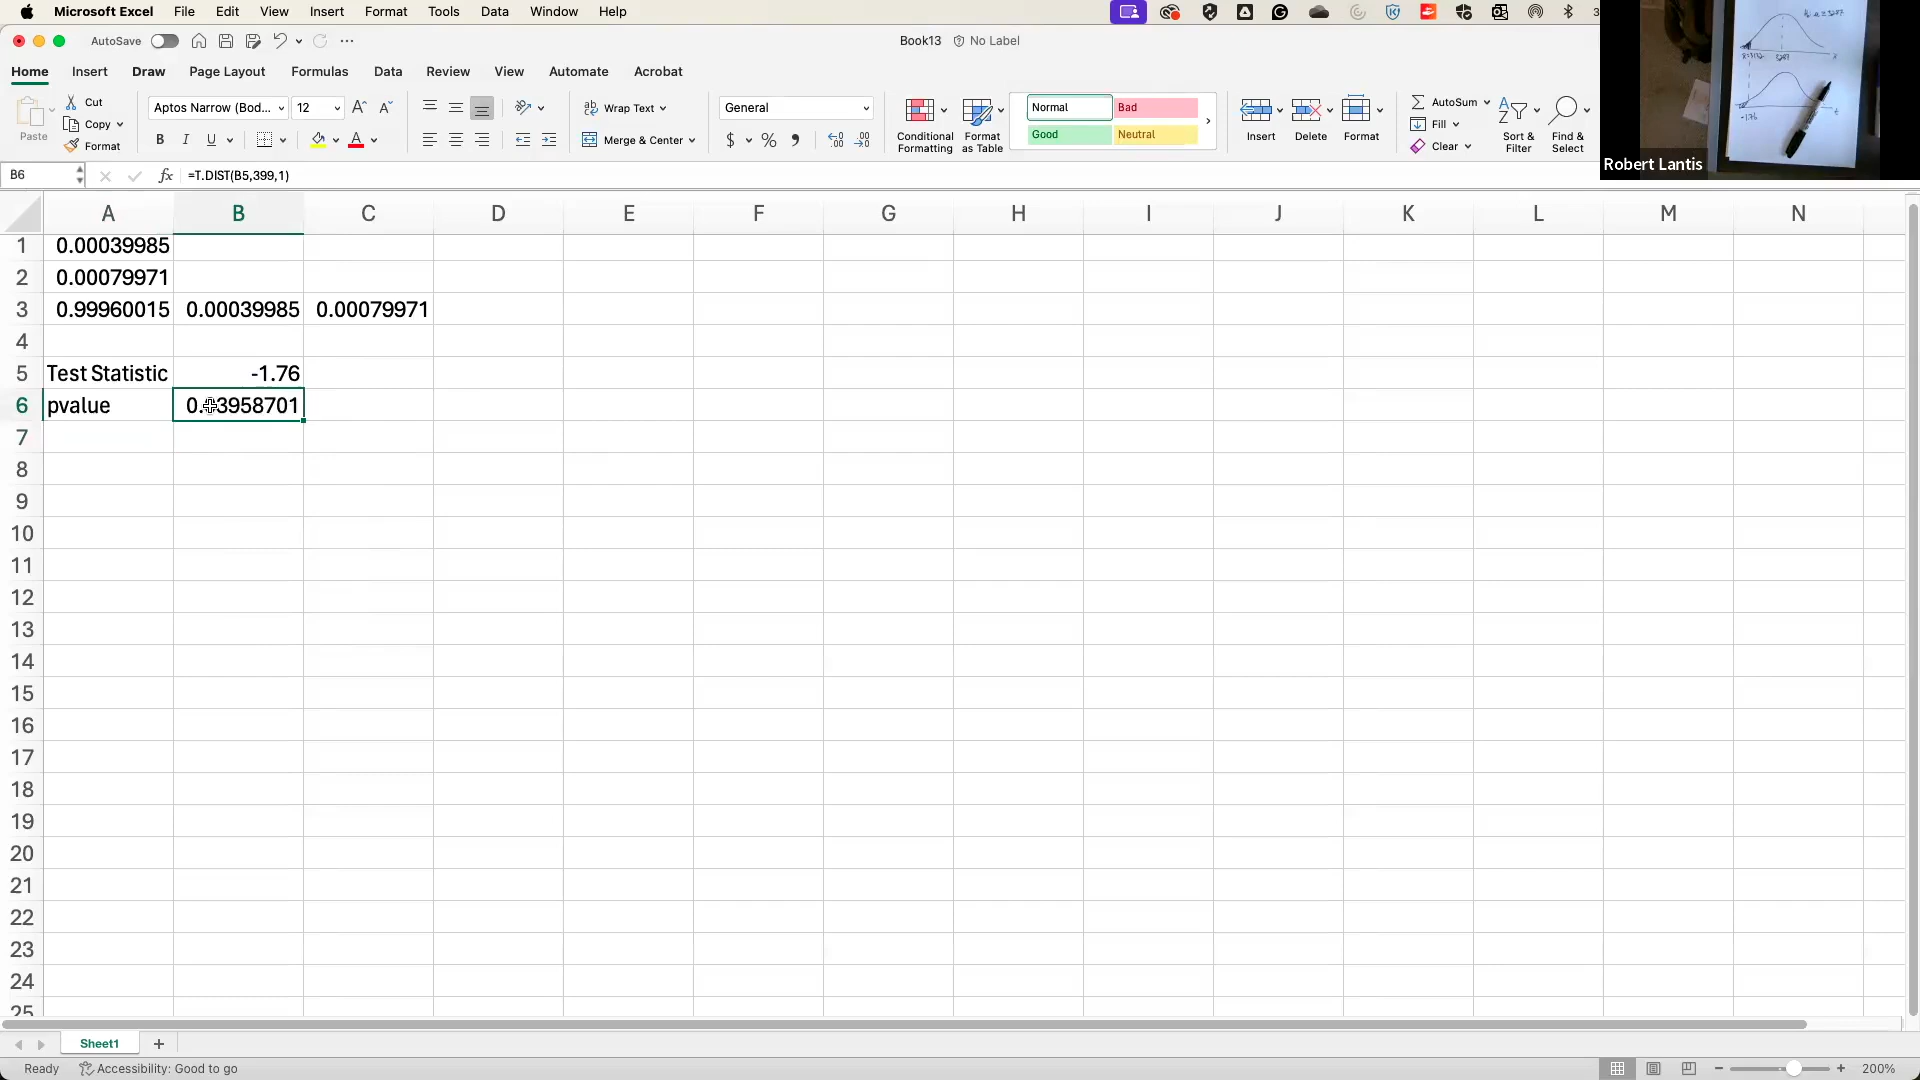 Microsoft Excel File Edit View Insert Format Tools Data Window Help
AutoSave
Book13 No Label
Home Insert Draw Page Layout Formulas Data Review View Automate Acrobat
Paste
Cut
Copy
Format
Aptos Narrow (Bod... 12
B I U
Wrap Text
Merge & Center
General
$ % 9
Conditional Formatting
Format as Table
Normal Bad
Good Neutral
Insert Delete Format
AutoSum
Fill
Clear
Sort & Filter
Find & Select
B6 fx =T.DIST(B5,399,1)
Robert Lantis
A B C D E F G H I J K L M N
1 0.00039985
2 0.00079971
3 0.99960015 0.00039985 0.00079971
4
5 Test Statistic -1.76
6 pvalue
7
8
9
10
11
12
13
14
15
16
17
18
19
20
21
22
23
24
25
Sheet1 +
Ready Accessibility: Good to go
200%